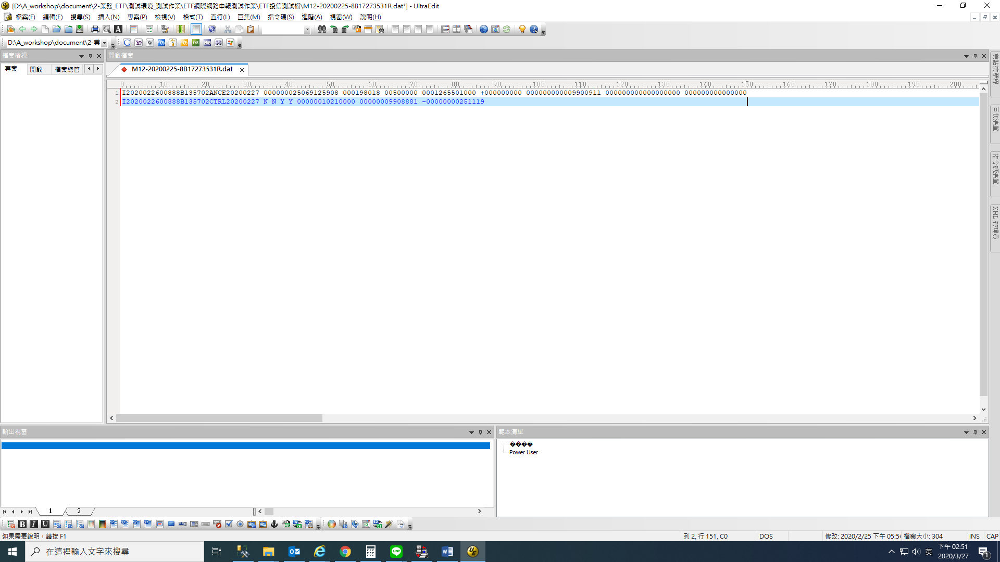 [D:\A_workshop\document\2-業務_ETF\測試環境_測試作業\ETF網際網路申報測試作業\ETF投信測試檔\M12-20200225-8B17273531R.dat*] - UltraEdit
檔案(F) 編輯(E) 搜尋(S) 插入(N) 專案(P) 檢視(V) 格式(T) 直行(L) 巨集(M) 指令碼(S) 進階(A) 視窗(W) 說明(H)
D:\A_workshop\document\2-業
檔案檢視
專案 開啟 檔案總管
開啟檔案
M12-20200225-8B17273531R.dat
0 10 20 30 40 50 60 70 80 90 100 110 120 130 140 150 160 170 180 190 200
1 I2020022600888B135702ANCE20200227 000000025069125908 000198018 00500000 0001265501000 +000000000 000000000009900911 000000000000000000 000000000000000
2 I2020022600888B135702CTRL20200227 N N Y Y 00000010210000 00000009908881 -00000000251119
剪貼簿歷程
巨集清單
指令碼清單
XML 管理員
輸出視窗
1 2
範本清單
����
Power User
如果需要說明，請按 F1
列 2, 行 151, C0
DOS
修改: 2020/2/25 下午 05:5
檔案大小: 304
INS
CAP
在這裡輸入文字來搜尋
英
下午 02:51
2020/3/27
1